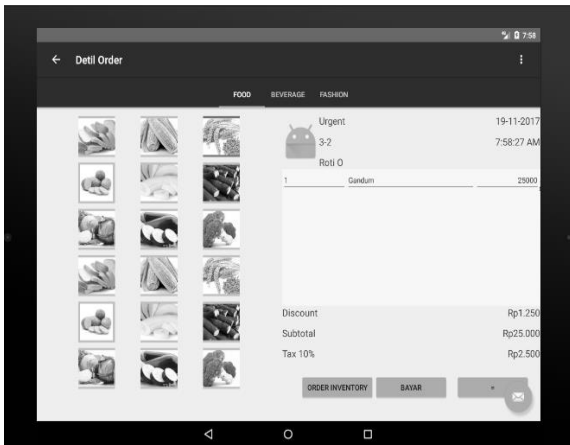 7:58
Detil Order
FOOD BEVERAGE FASHION
Urgent 19-11-2017
3-2 7:58:27 AM
Roti O
1 Gandum 25000
Discount Rp1.250
Subtotal Rp25.000
Tax 10% Rp2.500
ORDER INVENTORY BAYAR